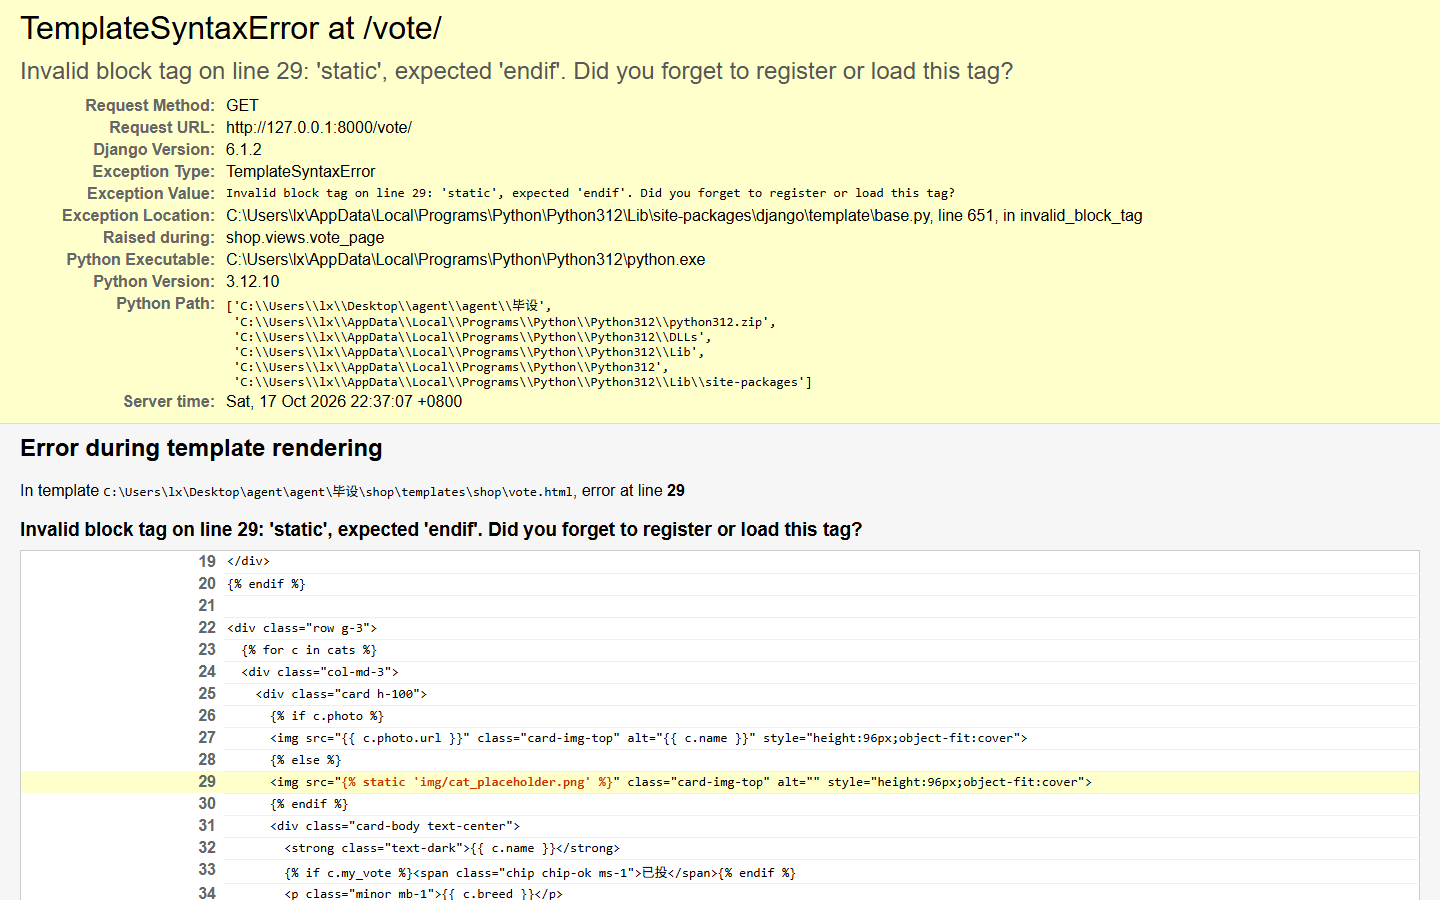 TemplateSyntaxError at /vote/
Invalid block tag on line 29: 'static', expected 'endif'. Did you forget to register or load this tag?
Request Method: GET
Request URL: http://127.0.0.1:8000/vote/
Django Version: 6.1.2
Exception Type: TemplateSyntaxError
Exception Value: Invalid block tag on line 29: 'static', expected 'endif'. Did you forget to register or load this tag?
Exception Location: C:\Users\lx\AppData\Local\Programs\Python\Python312\Lib\site-packages\django\template\base.py, line 651, in invalid_block_tag
Raised during: shop.views.vote_page
Python Executable: C:\Users\lx\AppData\Local\Programs\Python\Python312\python.exe
Python Version: 3.12.10
Python Path: ['C:\\Users\\lx\\Desktop\\agent\\agent\\毕设',
'C:\\Users\\lx\\AppData\\Local\\Programs\\Python\\Python312\\python312.zip',
'C:\\Users\\lx\\AppData\\Local\\Programs\\Python\\Python312\\DLLs',
'C:\\Users\\lx\\AppData\\Local\\Programs\\Python\\Python312\\Lib',
'C:\\Users\\lx\\AppData\\Local\\Programs\\Python\\Python312',
'C:\\Users\\lx\\AppData\\Local\\Programs\\Python\\Python312\\Lib\\site-packages']
Server time: Sat, 17 Oct 2026 22:37:07 +0800
Error during template rendering
In template C:\Users\lx\Desktop\agent\agent\毕设\shop\templates\shop\vote.html, error at line 29
Invalid block tag on line 29: 'static', expected 'endif'. Did you forget to register or load this tag?
19 </div>
20 {% endif %}
21
22 <div class="row g-3">
23 {% for c in cats %}
24 <div class="col-md-3">
25 <div class="card h-100">
26 {% if c.photo %}
27 <img src="{{ c.photo.url }}" class="card-img-top" alt="{{ c.name }}" style="height:96px;object-fit:cover">
28 {% else %}
29 <img src="{% static 'img/cat_placeholder.png' %}" class="card-img-top" alt="" style="height:96px;object-fit:cover">
30 {% endif %}
31 <div class="card-body text-center">
32 <strong class="text-dark">{{ c.name }}</strong>
33 {% if c.my_vote %}<span class="chip chip-ok ms-1">已投</span>{% endif %}
34 <p class="minor mb-1">{{ c.breed }}</p>